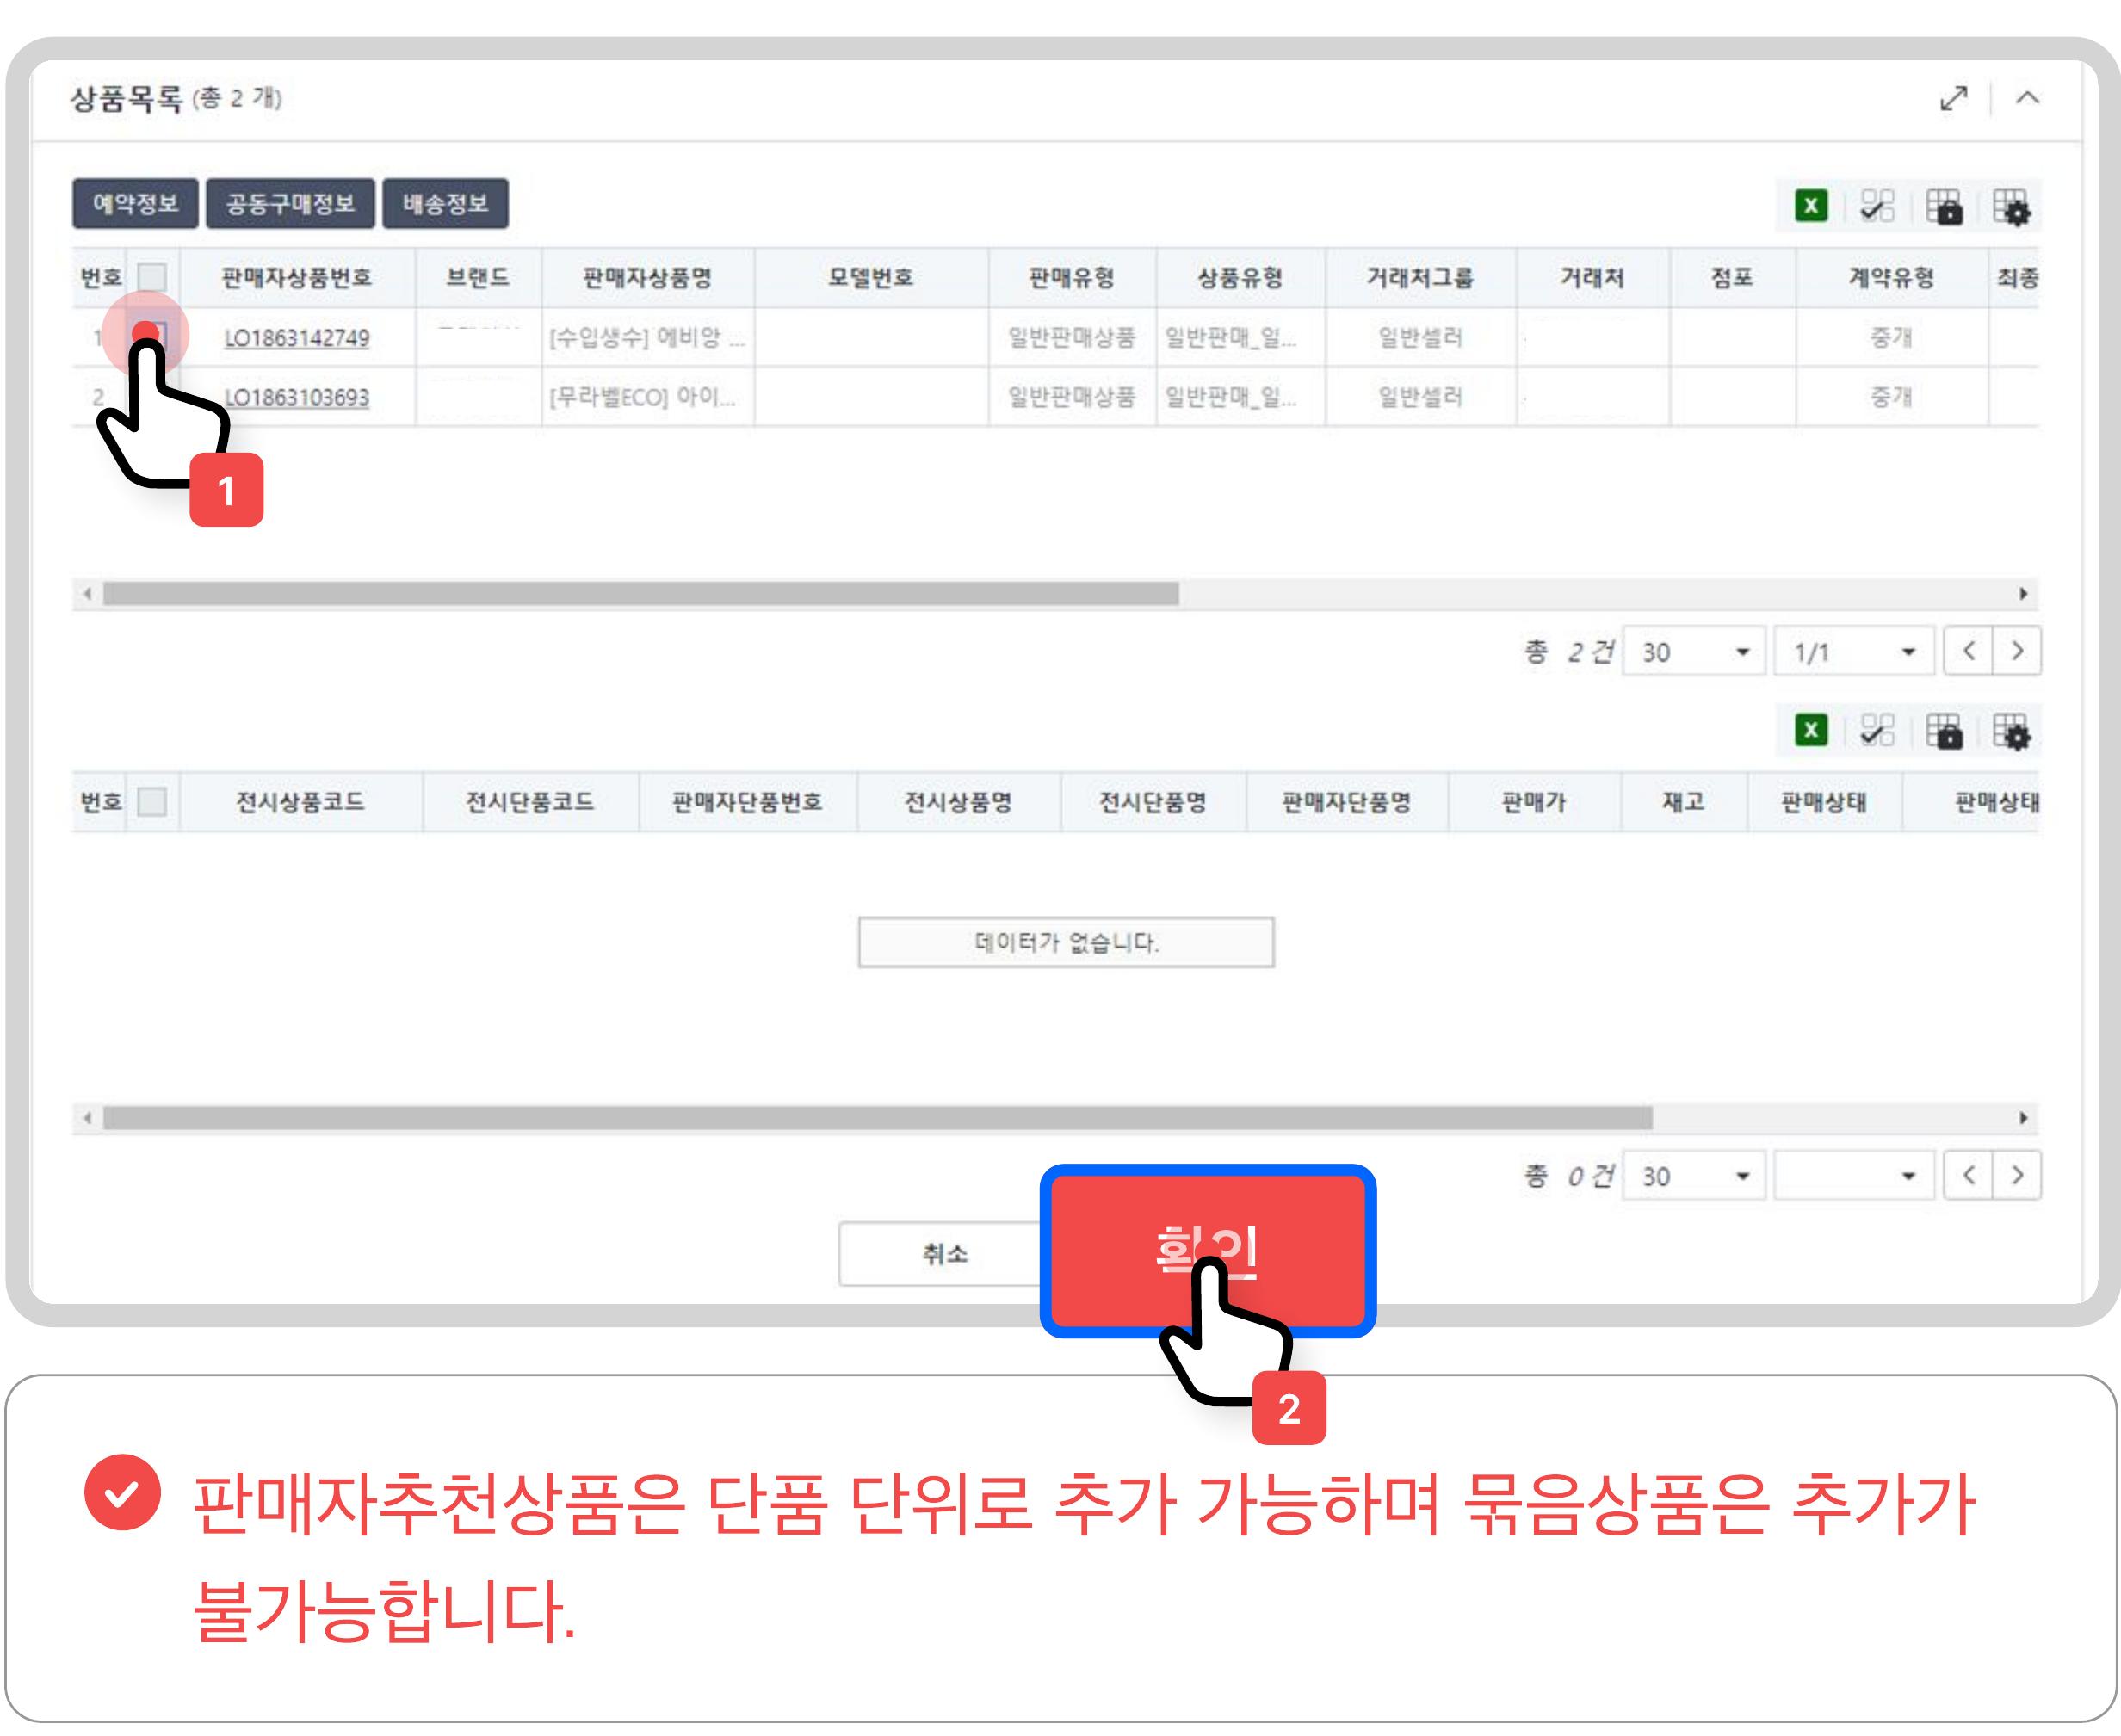 상품목록 (총 2 개)
예약정보 공동구매정보 배송정보
번호 판매자상품번호 브랜드 판매자상품명 모델번호 판매유형 상품유형 거래처그룹 거래처 점포 계약유형 최종
1 LO1863142749 [수입생수] 에비앙 ... 일반판매상품 일반판매_일... 일반셀러 중개
2 LO1863103693 [무라벨ECO] 아이... 일반판매상품 일반판매_일... 일반셀러 중개
1
총 2 건 30 1/1
번호 전시상품코드 전시단품코드 판매자단품번호 전시상품명 전시단품명 판매자단품명 판매가 재고 판매상태 판매상태
데이터가 없습니다.
총 0 건 30
취소 확인
2
판매자추천상품은 단품 단위로 추가 가능하며 묶음상품은 추가가
불가능합니다.